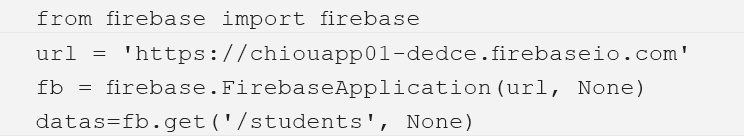 from firebase import firebase
url = 'https://chiouapp01-dedce.firebaseio.com'
fb = firebase.FirebaseApplication(url, None)
datas=fb.get('/students', None)